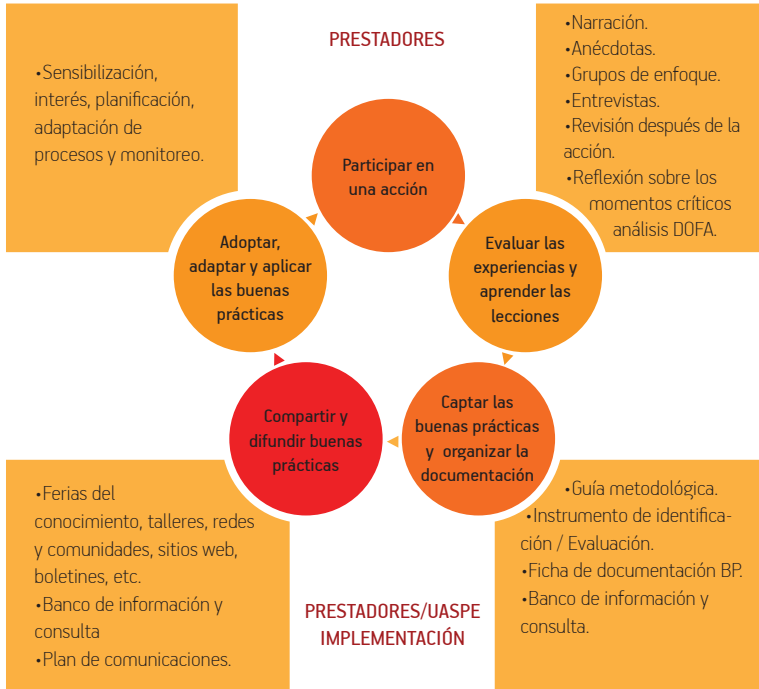 PRESTADORES
•Sensibilización,
interés, planificación,
adaptación de
procesos y monitoreo.
•Narración.
•Anécdotas.
•Grupos de enfoque.
•Entrevistas.
•Revisión después de la
acción.
•Reflexión sobre los
momentos críticos
análisis DOFA.
Participar en
una acción
Evaluar las
experiencias y
aprender las
lecciones
Captar las
buenas prácticas
y organizar la
documentación
Compartir y
difundir buenas
prácticas
Adoptar,
adaptar y aplicar
las buenas
prácticas
•Ferias del
conocimiento, talleres, redes
y comunidades, sitios web,
boletines, etc.
•Banco de información y
consulta
•Plan de comunicaciones.
PRESTADORES/UASPE
IMPLEMENTACIÓN
•Guía metodológica.
•Instrumento de identifica-
ción / Evaluación.
•Ficha de documentación BP.
•Banco de información y
consulta.